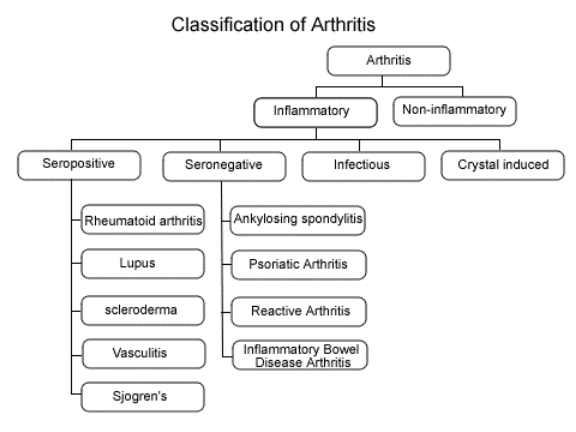 Classification of Arthritis
Arthritis
Inflammatory
Non-inflammatory
Seropositive
Seronegative
Infectious
Crystal induced
Rheumatoid arthritis
Lupus
scleroderma
Vasculitis
Sjogren's
Ankylosing spondylitis
Psoriatic Arthritis
Reactive Arthritis
Inflammatory Bowel
Disease Arthritis